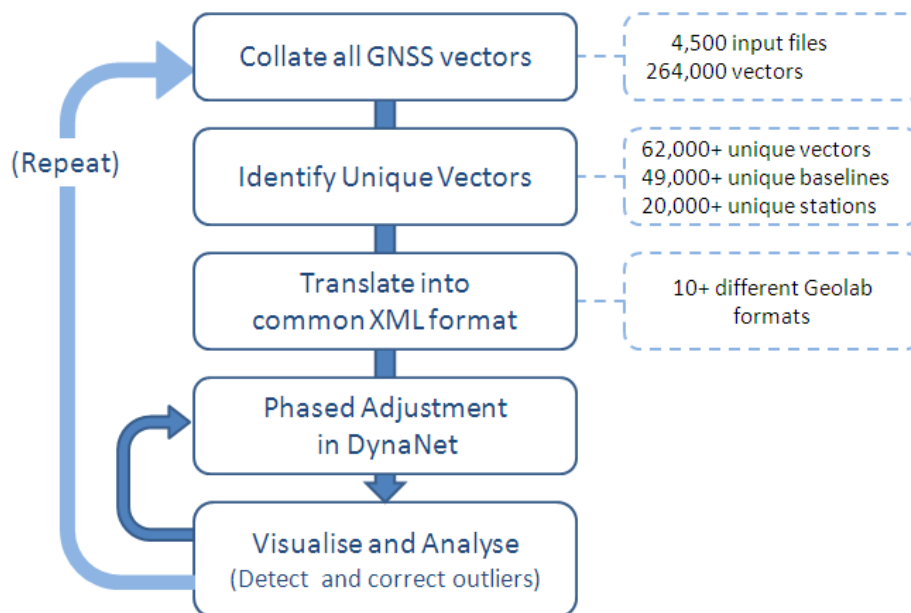 Collate all GNSS vectors
4,500 input files
264,000 vectors
(Repeat)
Identify Unique Vectors
62,000+ unique vectors
49,000+ unique baselines
20,000+ unique stations
Translate into
common XML format
10+ different Geolab
formats
Phased Adjustment
in DynaNet
Visualise and Analyse
(Detect and correct outliers)